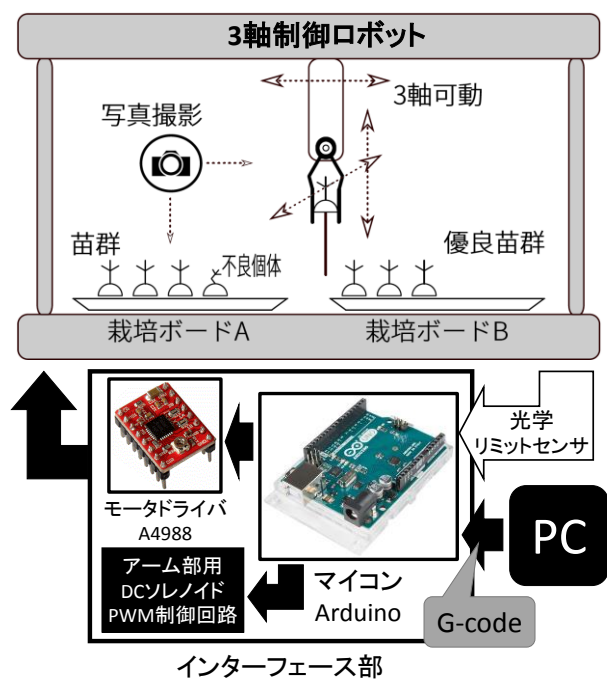 3軸制御ロボット
3軸可動
写真撮影
苗群
不良個体
優良苗群
栽培ボードA
栽培ボードB
光学
リミットセンサ
モータドライバ
A4988
PC
アーム部用
DCソレノイド
PWM制御回路
マイコン
Arduino
G-code
インターフェース部